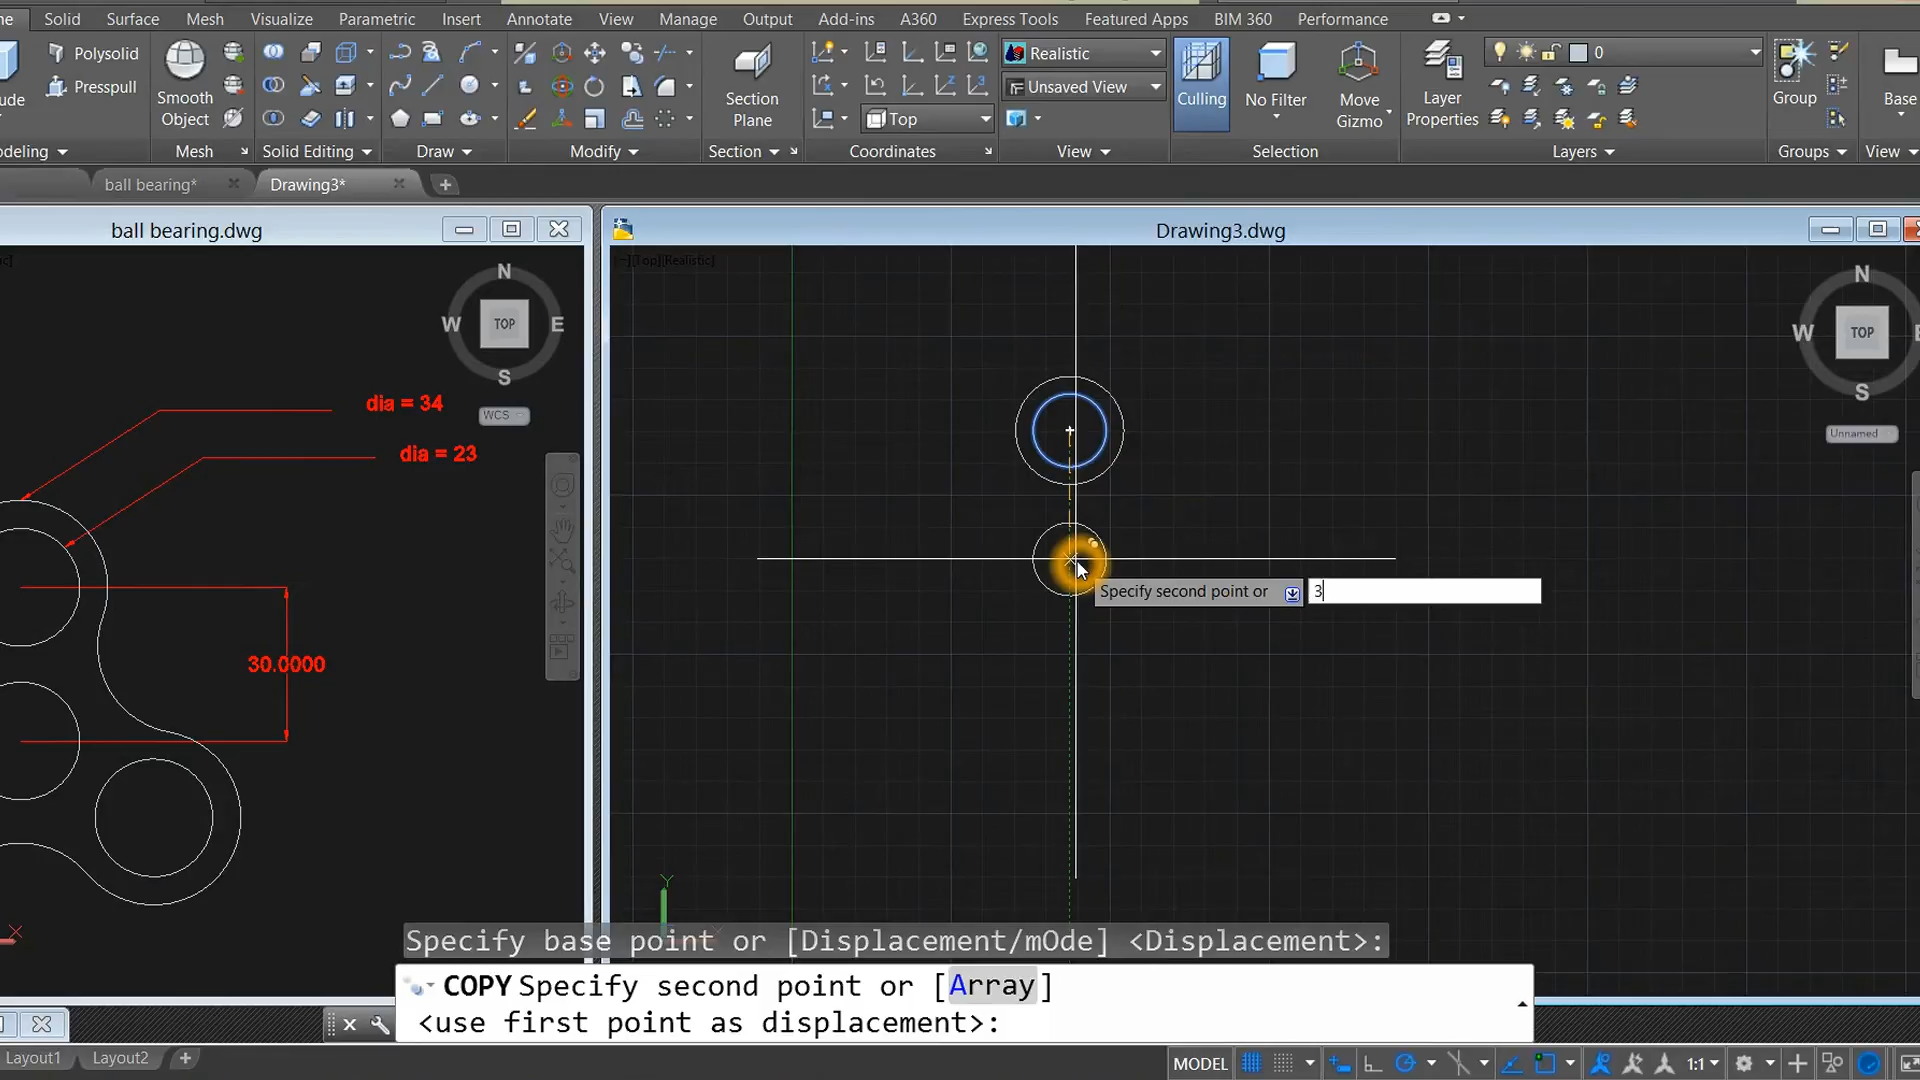 Solid Surface Mesh Visualize Parametric Insert Annotate View Manage Output Add-ins A360 Express Tools Featured Apps BIM 360 Performance
Polysolid
Presspull
Smooth Object
Section Plane
Realistic
Unsaved View
Top
Culling
No Filter
Move Gizmo
Layer Properties
0
Group
Base
Mesh Solid Editing Draw Modify Section Coordinates View Selection Layers Groups View
ball bearing* Drawing3*
ball bearing.dwg
Drawing3.dwg
[Top][Realistic]
N
W TOP E
S
WCS
N
W TOP
S
Unnamed
dia = 34
dia = 23
30.0000
Specify second point or 3
Y
X
Specify base point or [Displacement/mOde] <Displacement>:
COPY Specify second point or [Array]
<use first point as displacement>:
Layout1 Layout2
MODEL 1:1